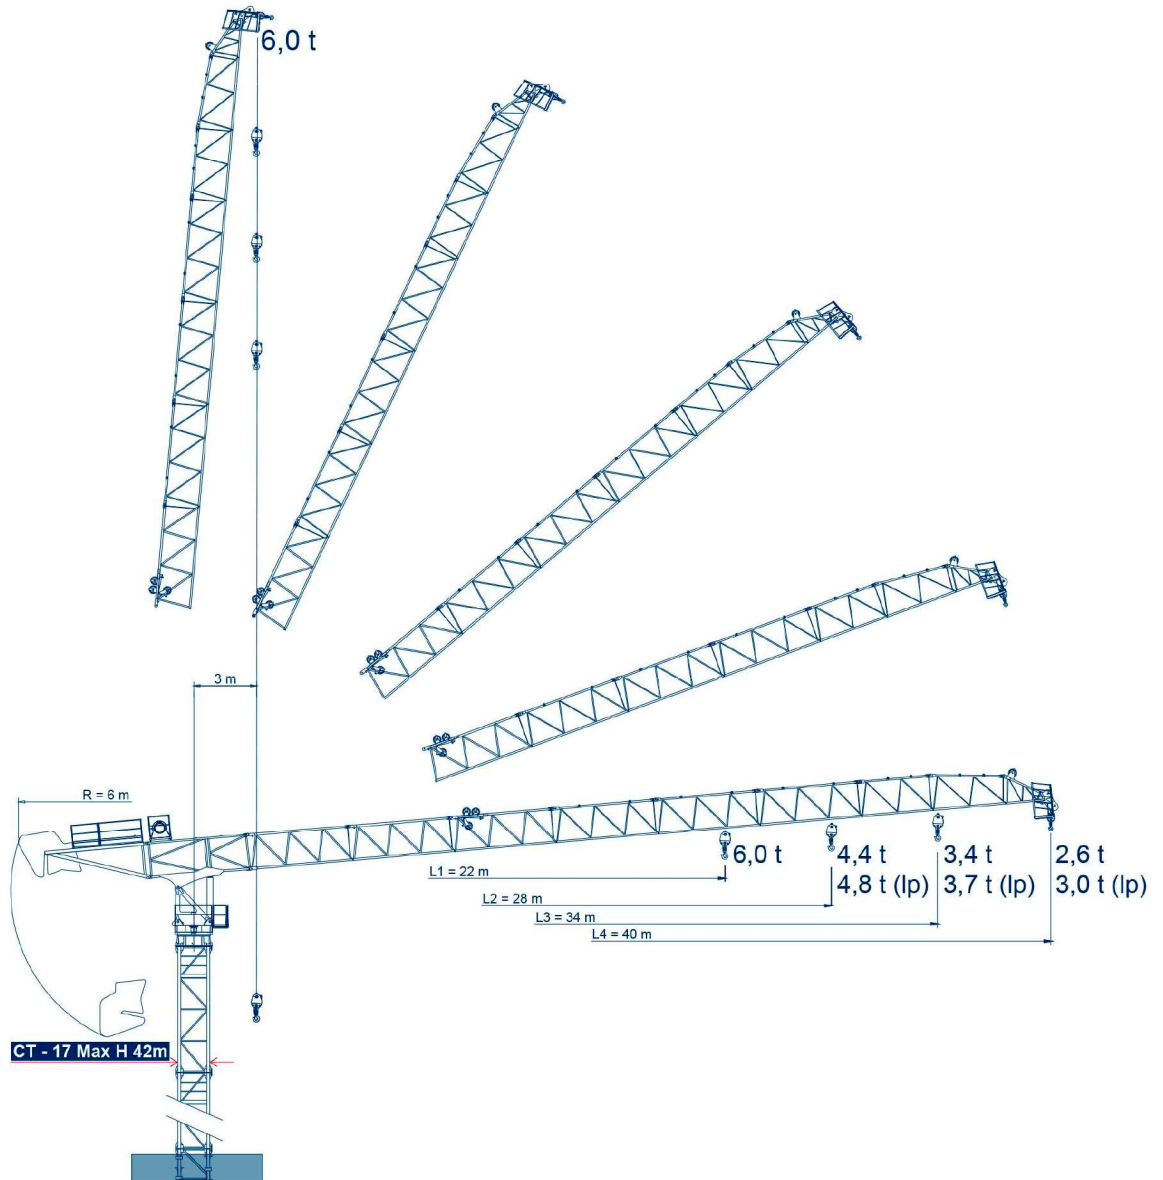 6,0 t
3 m
R = 6 m
6,0 t
4,4 t
3,4 t
2,6 t
4,8 t (lp)
3,7 t (lp)
3,0 t (lp)
L1 = 22 m
L2 = 28 m
L3 = 34 m
L4 = 40 m
CT - 17 Max H 42m